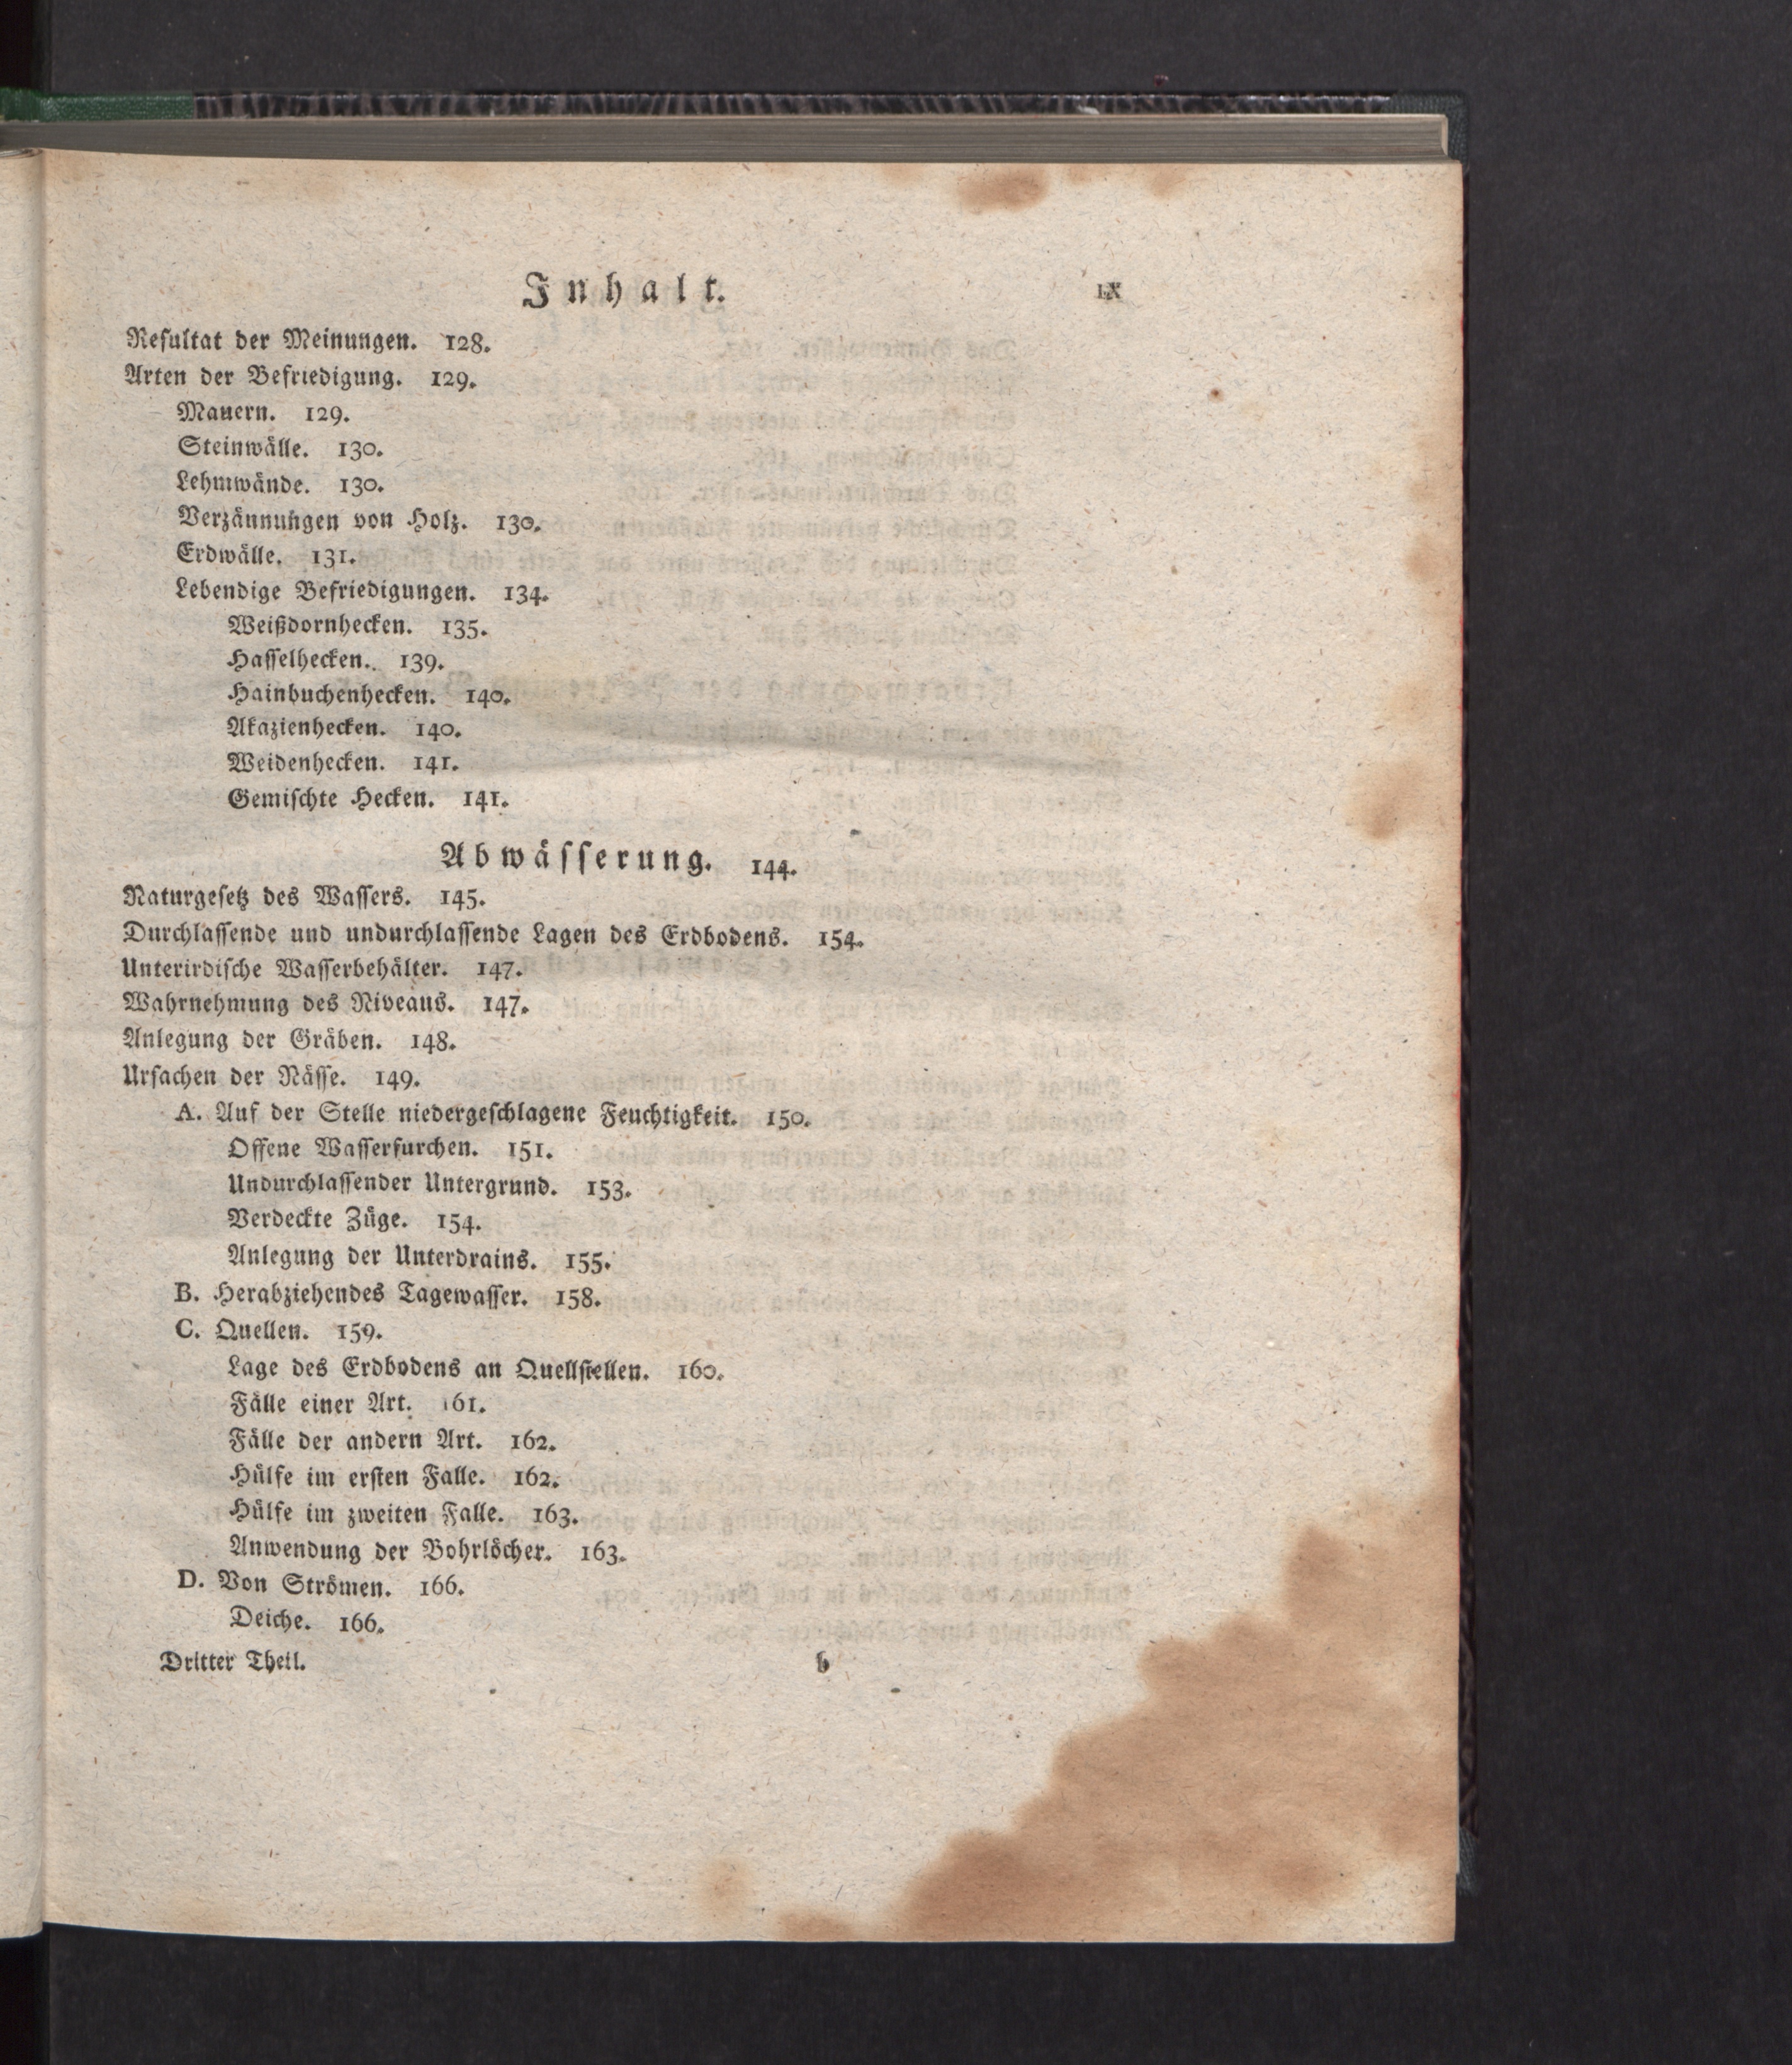 Inhalt. IX
Resultat der Meinungen. 128.
Arten der Befriedigung. 129.
Mauern. 129.
Steinwälle. 130.
Lehmwände. 130.
Verzännungen von Holz. 130.
Erdwälle. 131.
Lebendige Befriedigungen. 134.
Weißdornhecken. 135.
Hasselhecken. 139.
Hainbuchenhecken. 140.
Akazienhecken. 140.
Weidenhecken. 141.
Gemischte Hecken. 141.
Abwässerung. 144.
Naturgesetz des Wassers. 145.
Durchlassende und undurchlassende Lagen des Erdbodens. 154.
Unterirdische Wasserbehälter. 147.
Wahrnehmung des Niveaus. 147.
Anlegung der Gräben. 148.
Ursachen der Nässe. 149.
A. Auf der Stelle niedergeschlagene Feuchtigkeit. 150.
Offene Wasserfurchen. 151.
Undurchlassender Untergrund. 153.
Verdeckte Züge. 154.
Anlegung der Unterdrains. 155.
B. Herabziehendes Tagewasser. 158.
C. Quellen. 159.
Lage des Erdbodens an Quellstellen. 160.
Fälle einer Art. 161.
Fälle der andern Art. 162.
Hülfe im ersten Falle. 162.
Hülfe im zweiten Falle. 163.
Anwendung der Bohrlöcher. 163.
D. Von Strömen. 166.
Deiche. 166.
Dritter Theil. b